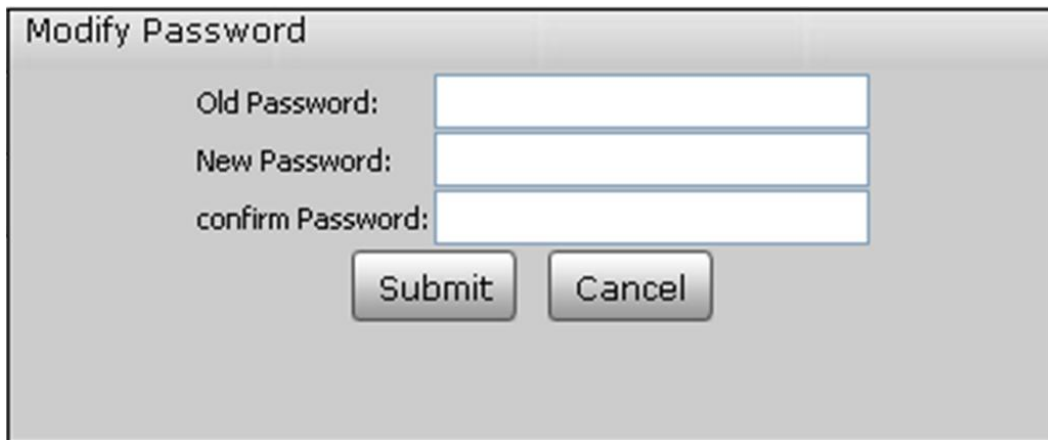 Modify Password
Old Password:
New Password:
confirm Password:
Submit Cancel